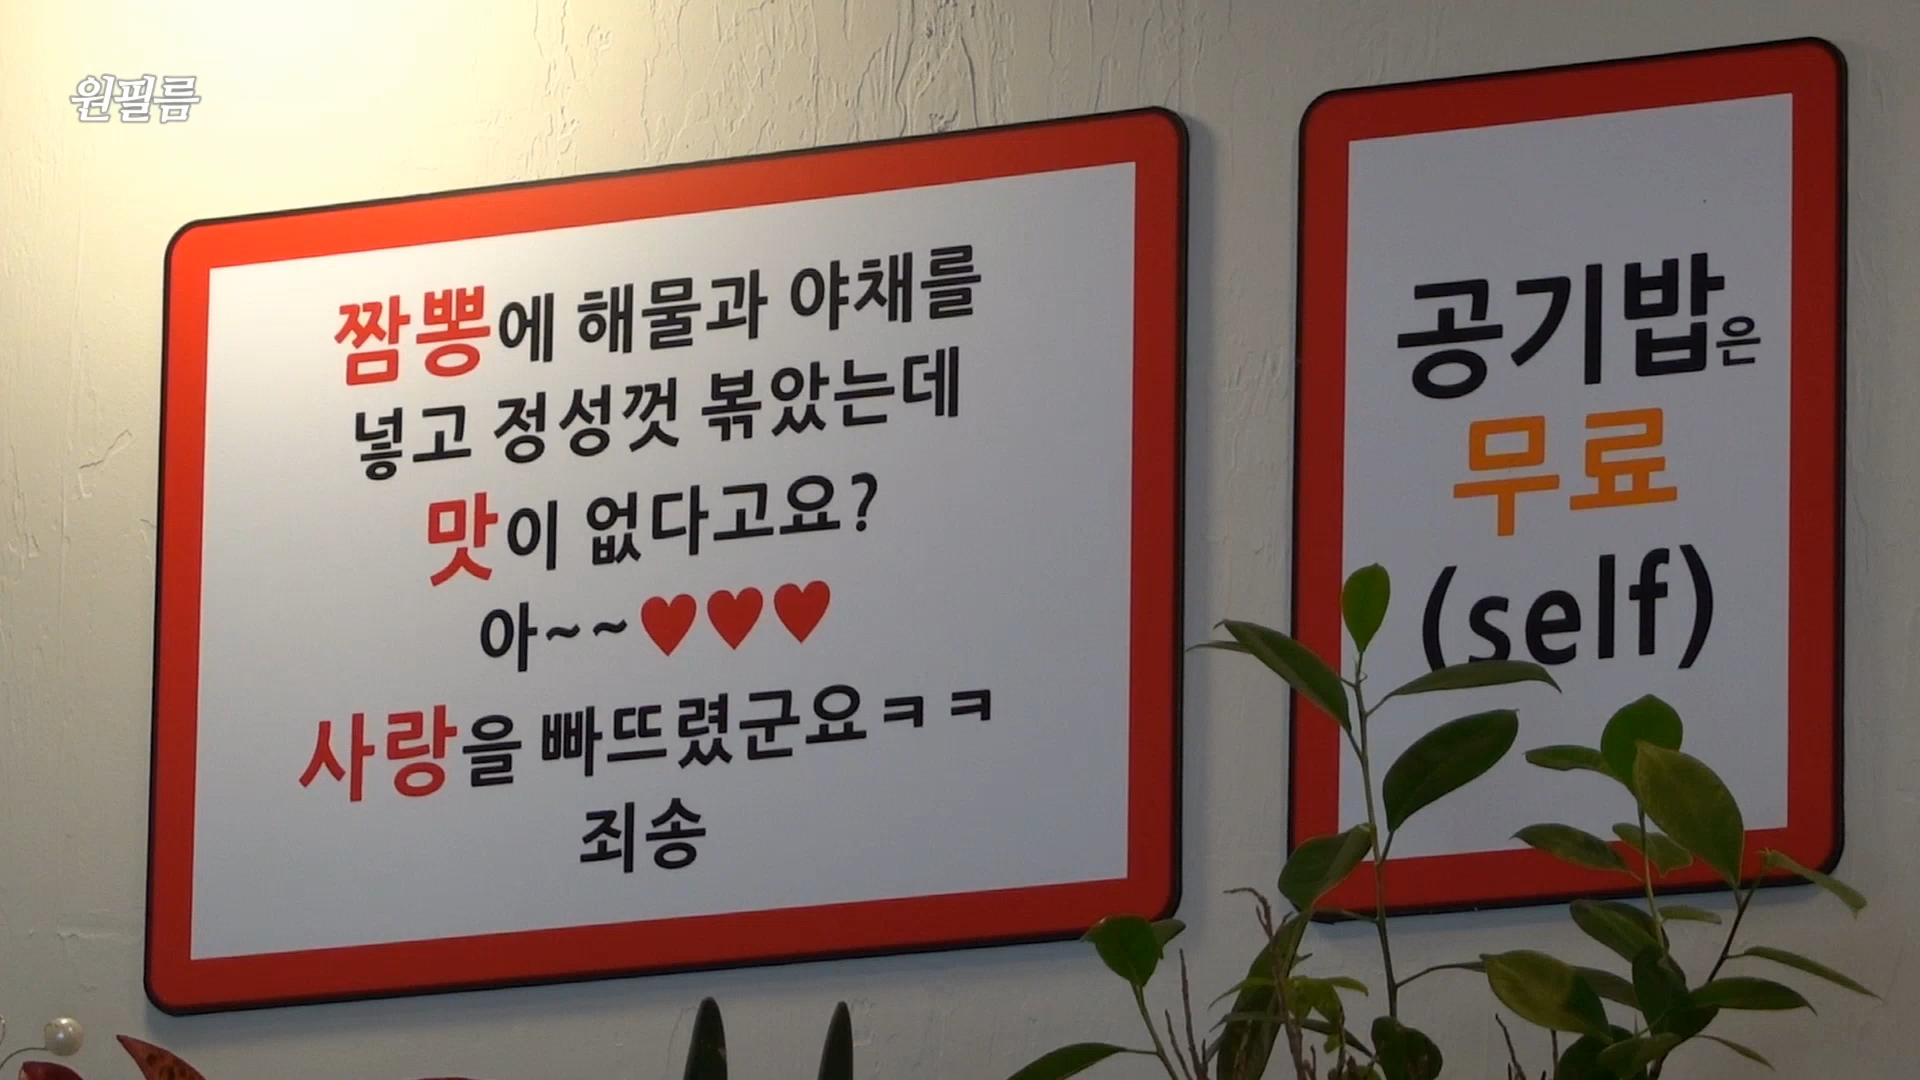 원필름
짬뽕에 해물과 야채를
넣고 정성껏 볶았는데
맛이 없다고요?
아~~♥♥♥
사랑을 빠뜨렸군요ㅋㅋ
죄송
공기밥은
무료
(self)